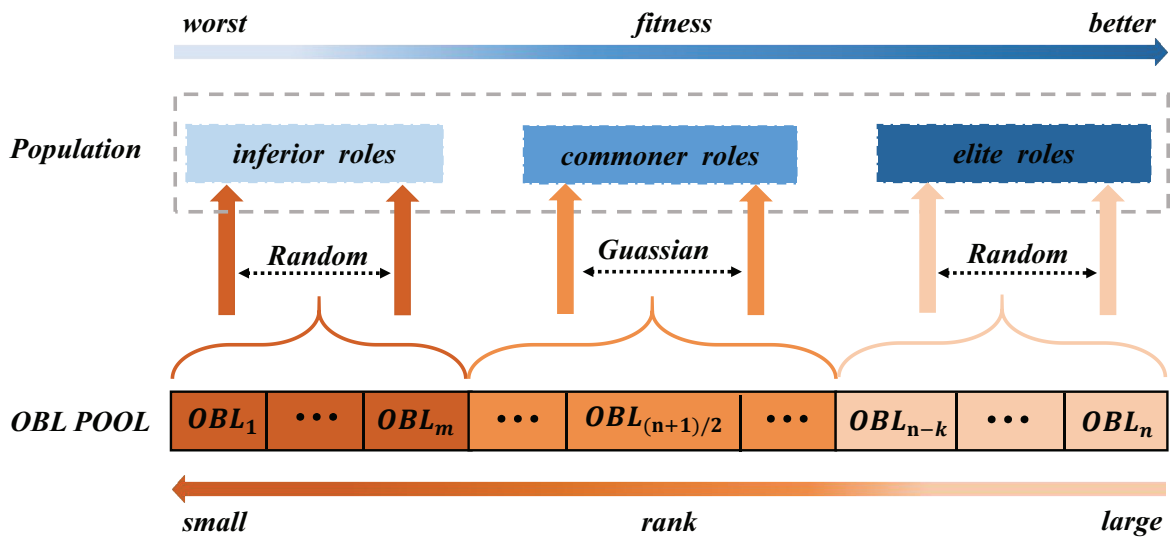 worst fitness better
Population
inferior roles commoner roles elite roles
Random Guassian Random
OBL POOL
OBL₁ ••• OBLₘ ••• OBL₍ₙ₊₁₎/₂ ••• OBLₙ₋ₖ ••• OBLₙ
small rank large